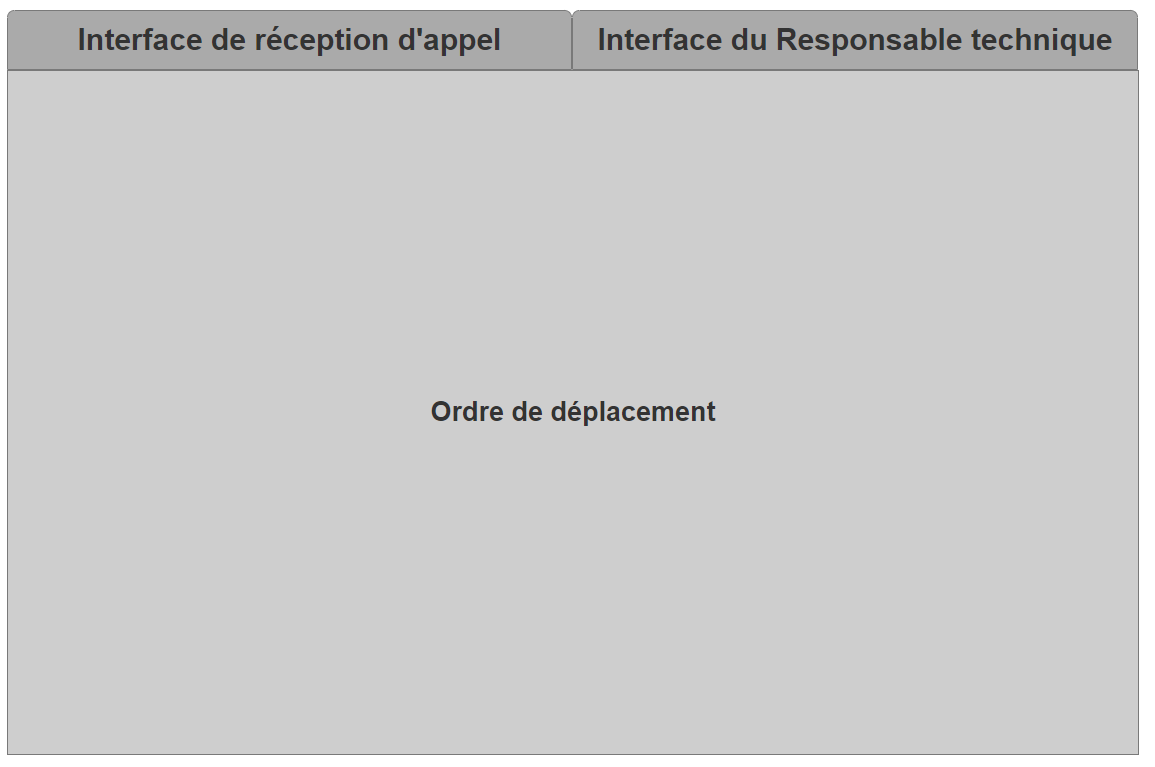 Interface de réception d'appel
Interface du Responsable technique
Ordre de déplacement